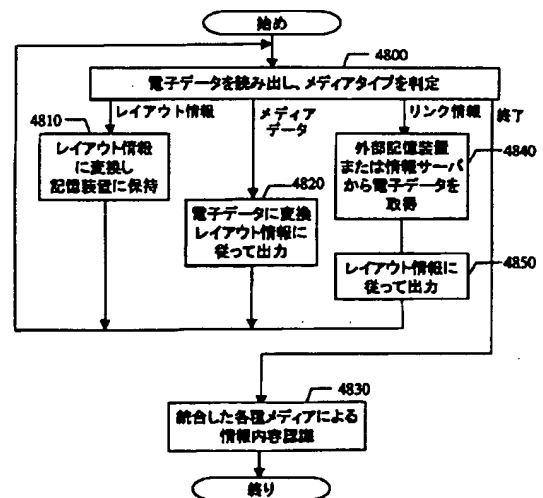 始め
4800
電子データを読み出し、メディアタイプを判定
レイアウト情報
メディア
データ
リンク情報
終了
4810
レイアウト情報
に変換し
記憶装置に保持
4820
電子データに変換
レイアウト情報に
従って出力
外部記憶装置
または情報サーバ
から電子データを
取得
4840
レイアウト情報に
従って出力
4850
4830
統合した各種メディアによる
情報内容認識
終り